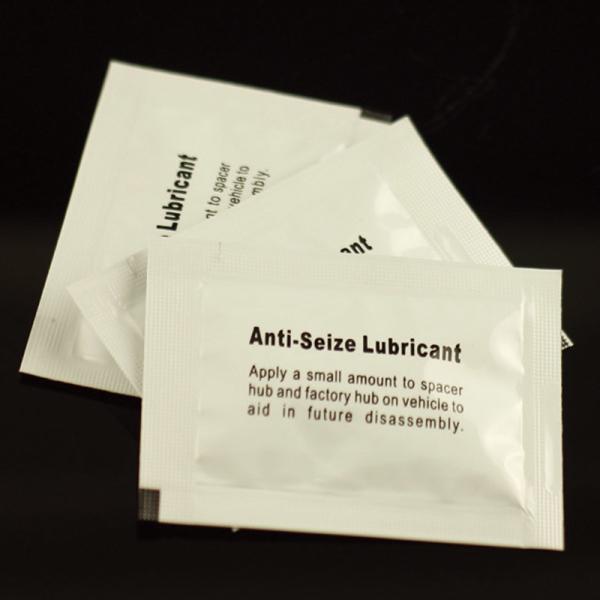 Anti-Seize Lubricant
Apply a small amount to spacer
hub and factory hub on vehicle to
aid in future disassembly.
Lubricant
to spacer
vehicle to